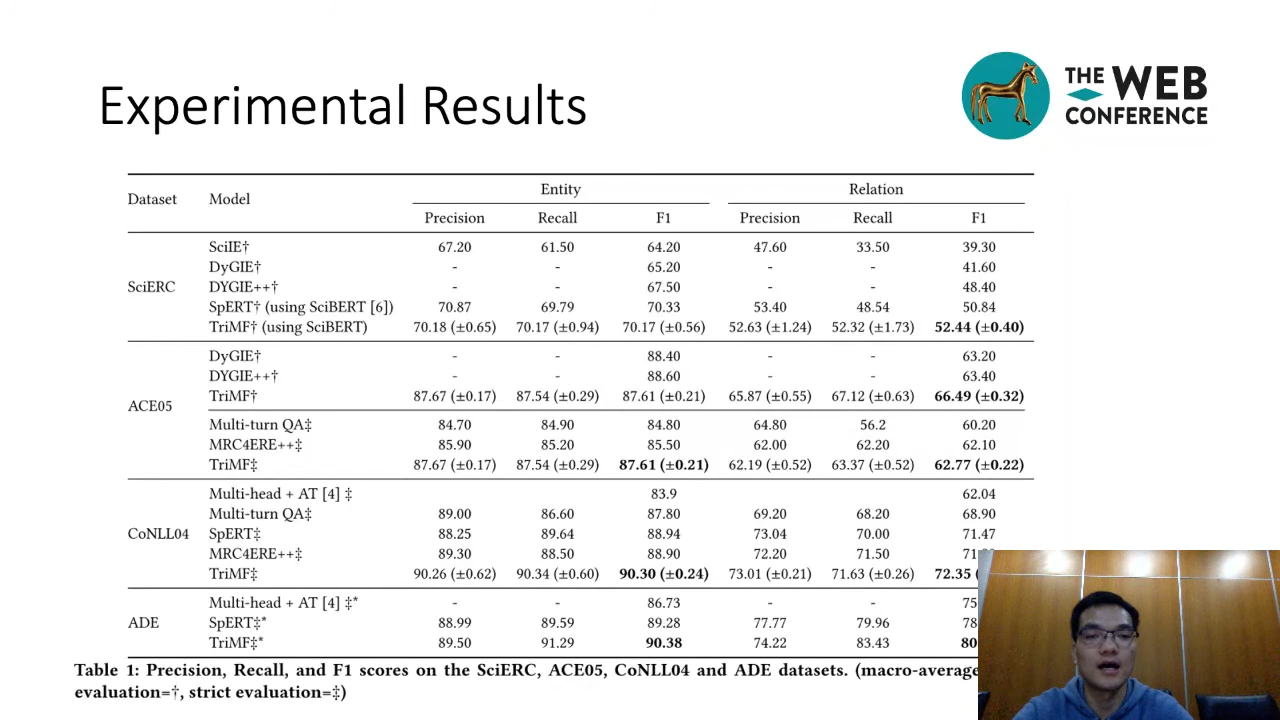 Experimental Results
THE WEB
CONFERENCE
Dataset Model Entity Relation
Precision Recall F1 Precision Recall F1
SciERC
SciIE† 67.20 61.50 64.20 47.60 33.50 39.30
DyGIE† - - 65.20 - - 41.60
DYGIE++† - - 67.50 - - 48.40
SpERT† (using SciBERT [6]) 70.87 69.79 70.33 53.40 48.54 50.84
TriMF† (using SciBERT) 70.18 (±0.65) 70.17 (±0.94) 70.17 (±0.56) 52.63 (±1.24) 52.32 (±1.73) 52.44 (±0.40)
ACE05
DyGIE† - - 88.40 - - 63.20
DYGIE++† - - 88.60 - - 63.40
TriMF† 87.67 (±0.17) 87.54 (±0.29) 87.61 (±0.21) 65.87 (±0.55) 67.12 (±0.63) 66.49 (±0.32)
Multi-turn QA‡ 84.70 84.90 84.80 64.80 56.2 60.20
MRC4ERE++‡ 85.90 85.20 85.50 62.00 62.20 62.10
TriMF‡ 87.67 (±0.17) 87.54 (±0.29) 87.61 (±0.21) 62.19 (±0.52) 63.37 (±0.52) 62.77 (±0.22)
CoNLL04
Multi-head + AT [4] ‡ 83.9 62.04
Multi-turn QA‡ 89.00 86.60 87.80 69.20 68.20 68.90
SpERT‡ 88.25 89.64 88.94 73.04 70.00 71.47
MRC4ERE++‡ 89.30 88.50 88.90 72.20 71.50 71.
TriMF‡ 90.26 (±0.62) 90.34 (±0.60) 90.30 (±0.24) 73.01 (±0.21) 71.63 (±0.26) 72.35 (
ADE
Multi-head + AT [4] ‡* - - 86.73 - - 75
SpERT‡* 88.99 89.59 89.28 77.77 79.96 78
TriMF‡* 89.50 91.29 90.38 74.22 83.43 80
Table 1: Precision, Recall, and F1 scores on the SciERC, ACE05, CoNLL04 and ADE datasets. (macro-average
evaluation=†, strict evaluation=‡)